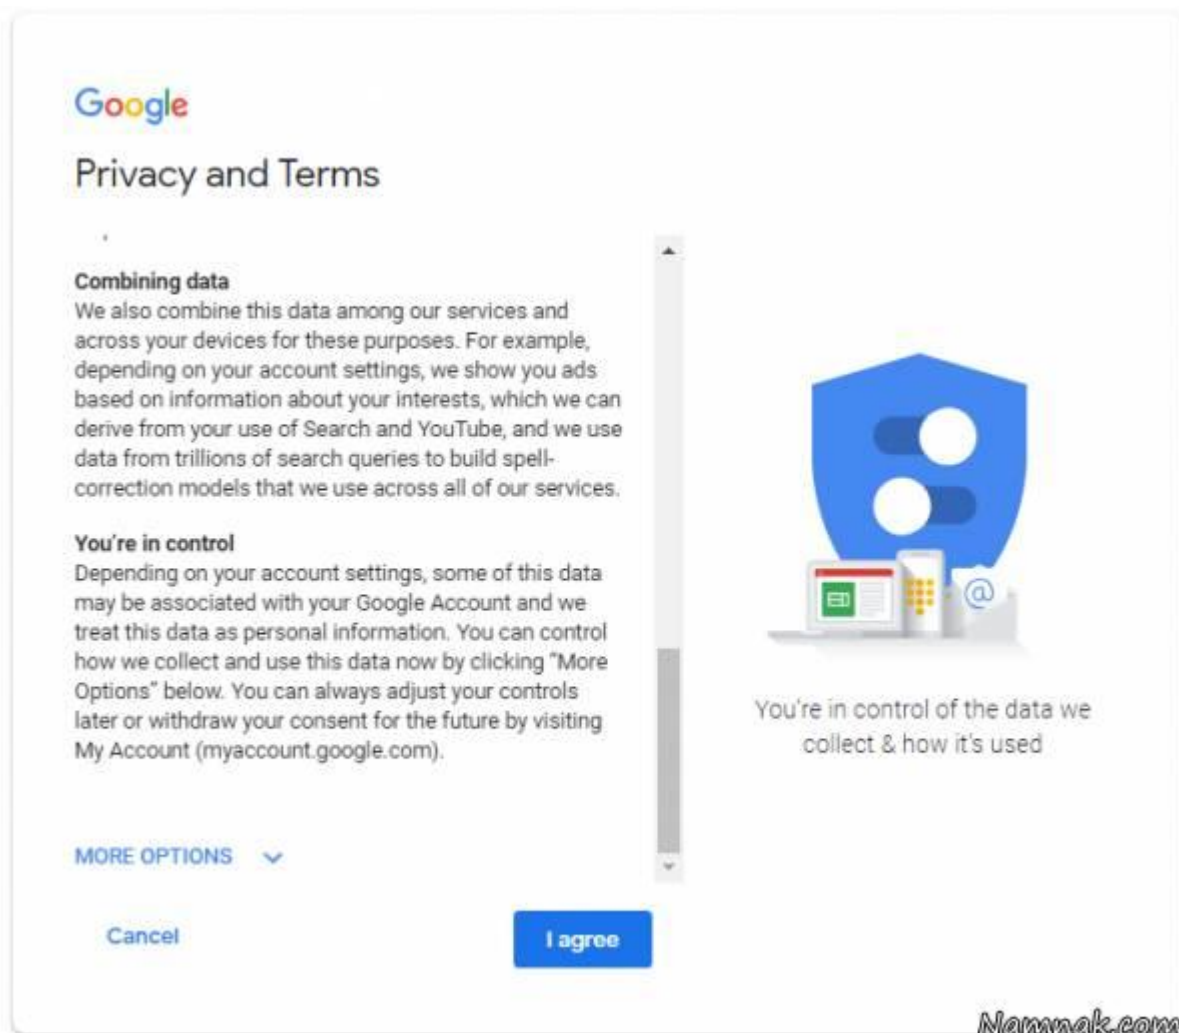 Google
Privacy and Terms
Combining data
We also combine this data among our services and
across your devices for these purposes. For example,
depending on your account settings, we show you ads
based on information about your interests, which we can
derive from your use of Search and YouTube, and we use
data from trillions of search queries to build spell-
correction models that we use across all of our services.
You're in control
Depending on your account settings, some of this data
may be associated with your Google Account and we
treat this data as personal information. You can control
how we collect and use this data now by clicking “More
Options” below. You can always adjust your controls
later or withdraw your consent for the future by visiting
My Account (myaccount.google.com).
MORE OPTIONS
Cancel
I agree
@
You're in control of the data we
collect & how it's used
Namnak.com